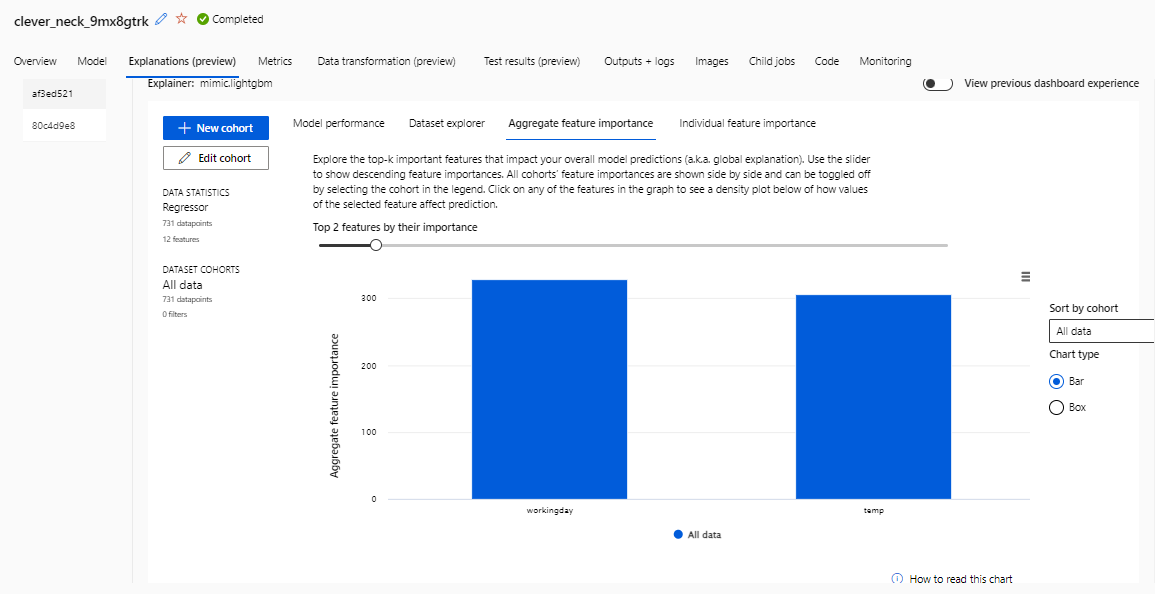 clever_neck_9mx8gtrk Completed
Overview Model Explanations (preview) Metrics Data transformation (preview) Test results (preview) Outputs + logs Images Child jobs Code Monitoring
af3ed521
80c4d9e8
Explainer: mimic.lightgbm
View previous dashboard experience
New cohort
Edit cohort
DATA STATISTICS
Regressor
731 datapoints
12 features
DATASET COHORTS
All data
731 datapoints
0 filters
Model performance Dataset explorer Aggregate feature importance Individual feature importance
Explore the top-k important features that impact your overall model predictions (a.k.a. global explanation). Use the slider
to show descending feature importances. All cohorts' feature importances are shown side by side and can be toggled off
by selecting the cohort in the legend. Click on any of the features in the graph to see a density plot below of how values
of the selected feature affect prediction.
Top 2 features by their importance
Aggregate feature importance
300
200
100
0
workingday temp
All data
Sort by cohort
All data
Chart type
Bar
Box
How to read this chart